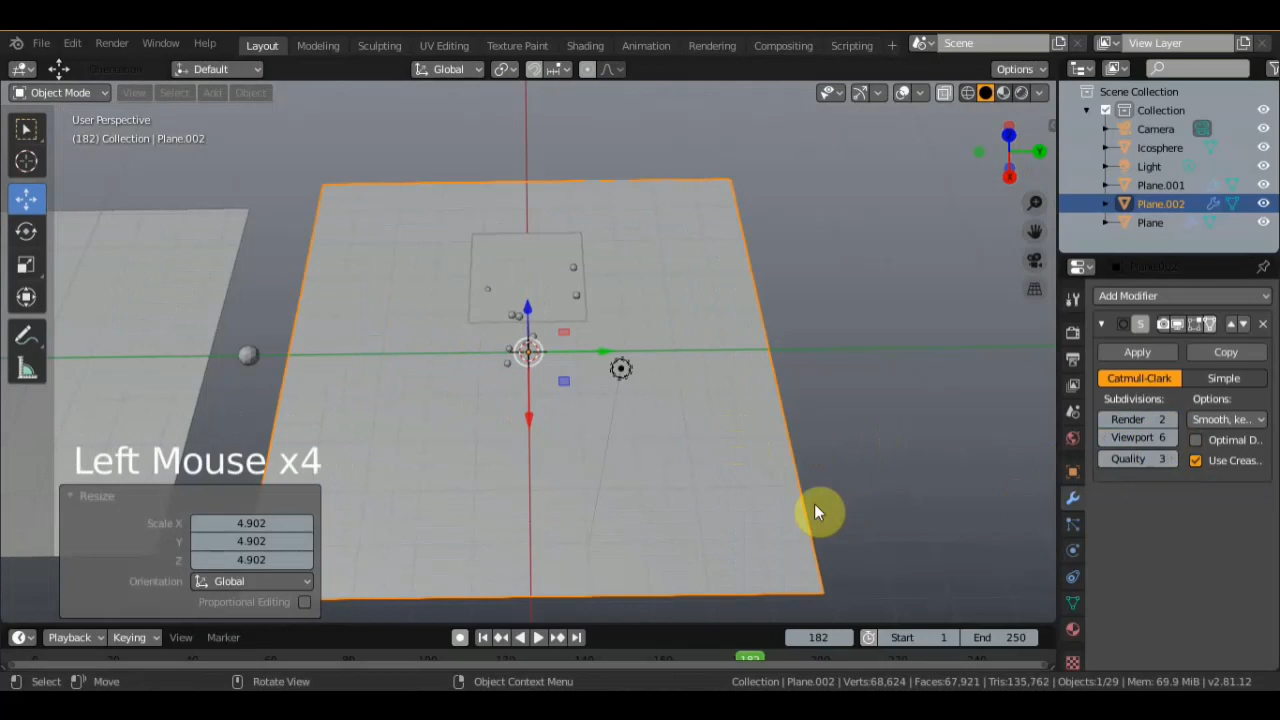 File Edit Render Window Help Layout Modeling Sculpting UV Editing Texture Paint Shading Animation Rendering Compositing Scripting + Scene View Layer
Default Global Options
Object Mode View Select Add Object
User Perspective
(182) Collection | Plane.002
Scene Collection
Collection
Camera
Icosphere
Light
Plane.001
Plane.002
Plane
Z
Y
X
Add Modifier
S
Apply Copy
Catmull-Clark Simple
Subdivisions: Options:
Render 2 Smooth, ke..
Viewport 6 Optimal D..
Quality 3 Use Creas..
Left Mouse x4
Resize
Scale X 4.902
Y 4.902
Z 4.902
Orientation Global
Proportional Editing
Playback Keying View Marker 182 Start 1 End 250
182
Select Move Rotate View Object Context Menu Collection | Plane.002 | Verts:68,624 | Faces:67,921 | Tris:135,762 | Objects:1/29 | Mem: 69.9 MiB | v2.81.12